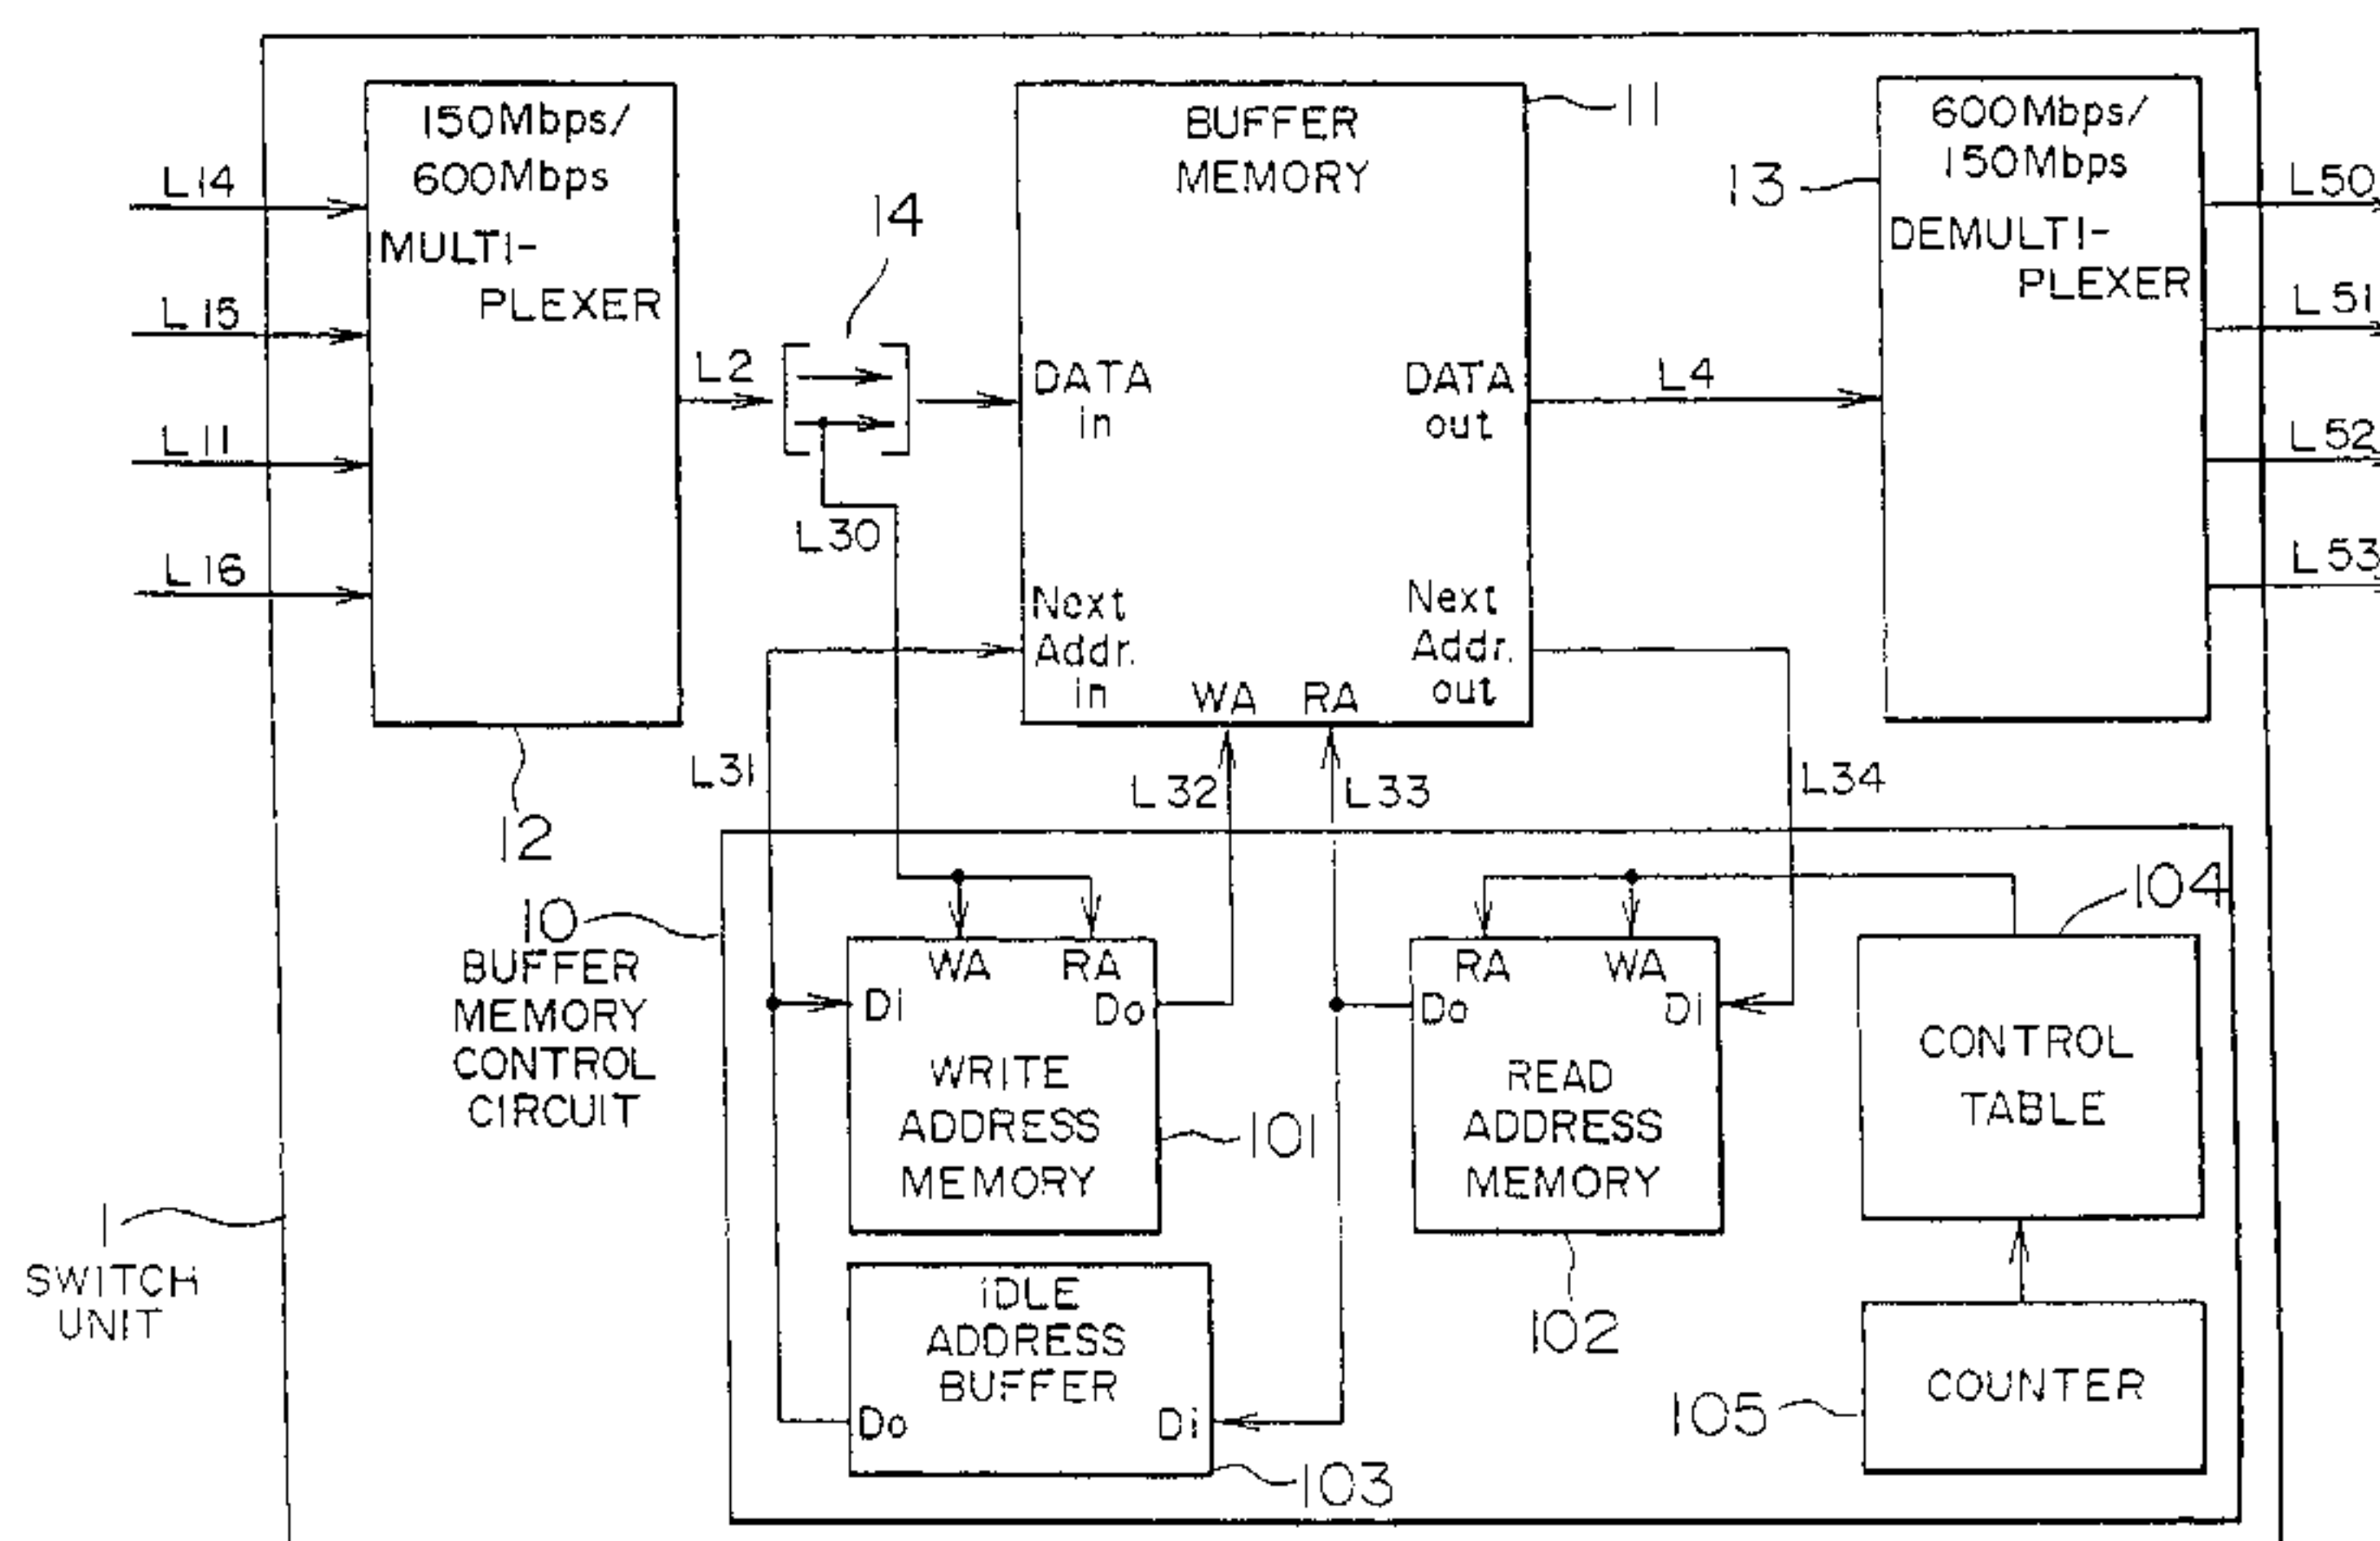 150Mbps/
600Mbps
MULTI-
PLEXER
L14
L15
L11
L16
12
L2
14
L30
BUFFER
MEMORY
11
DATA
in
DATA
out
Next
Addr.
in
WA
RA
Next
Addr.
out
L4
600Mbps/
150Mbps
DEMULTI-
PLEXER
13
L50
L51
L52
L53
L31
L32
L33
L34
10
BUFFER
MEMORY
CONTROL
CIRCUIT
WA
RA
Di
Do
WRITE
ADDRESS
MEMORY
101
RA
WA
Do
Di
READ
ADDRESS
MEMORY
102
104
CONTROL
TABLE
IDLE
ADDRESS
BUFFER
Do
Di
103
COUNTER
105
1
SWITCH
UNIT